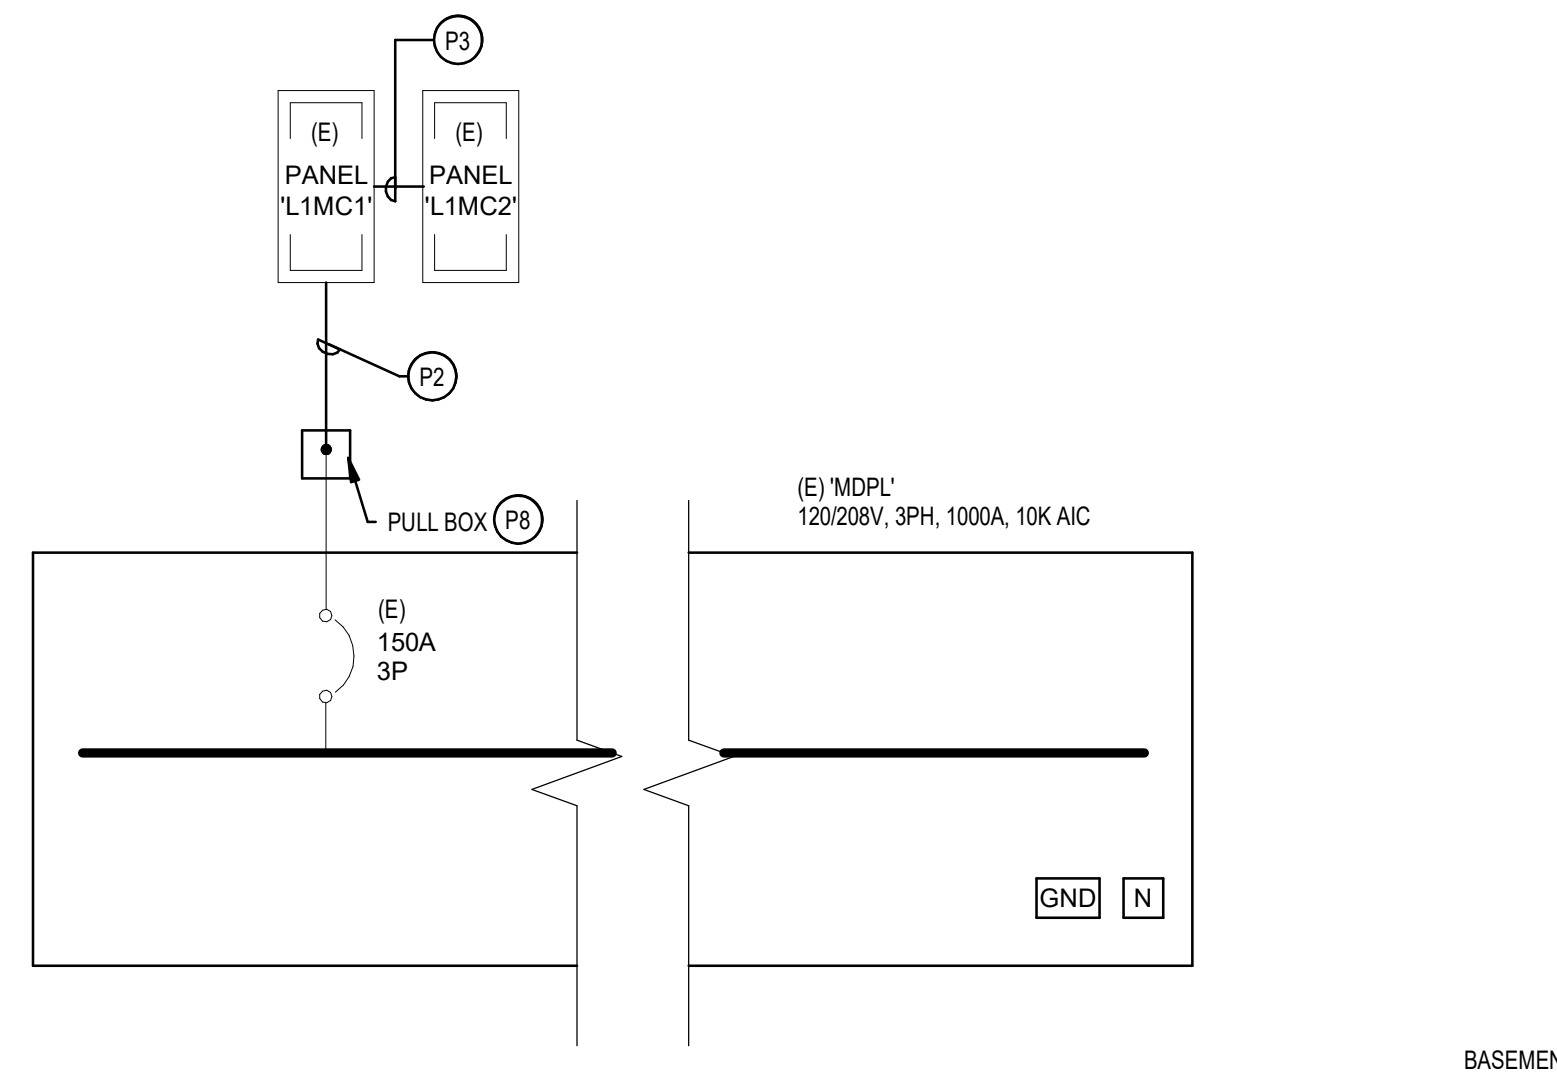 P3
(E)
PANEL
'L1MC1'
(E)
PANEL
'L1MC2'
P2
PULL BOX P8
(E) 'MDPL'
120/208V, 3PH, 1000A, 10K AIC
(E)
150A
3P
GND N
BASEMEN